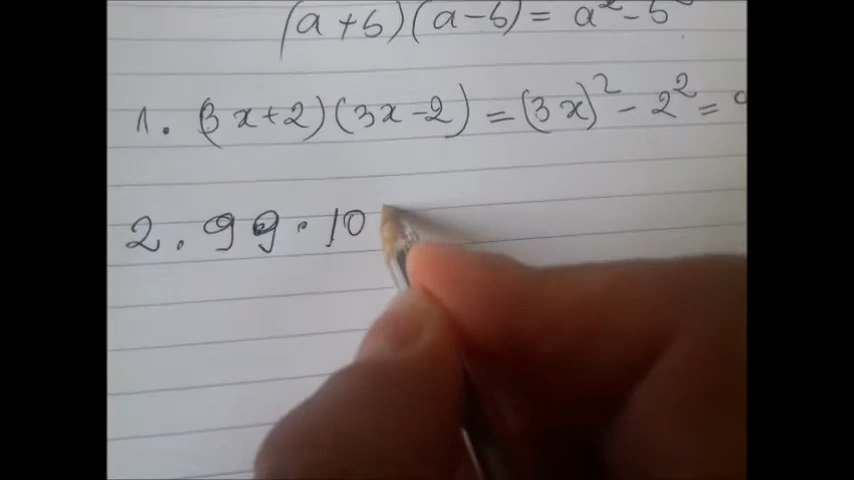 (a+b)(a-b) = a² - b²
1. (3x+2)(3x-2) = (3x)² - 2² =
2. 99 · 10